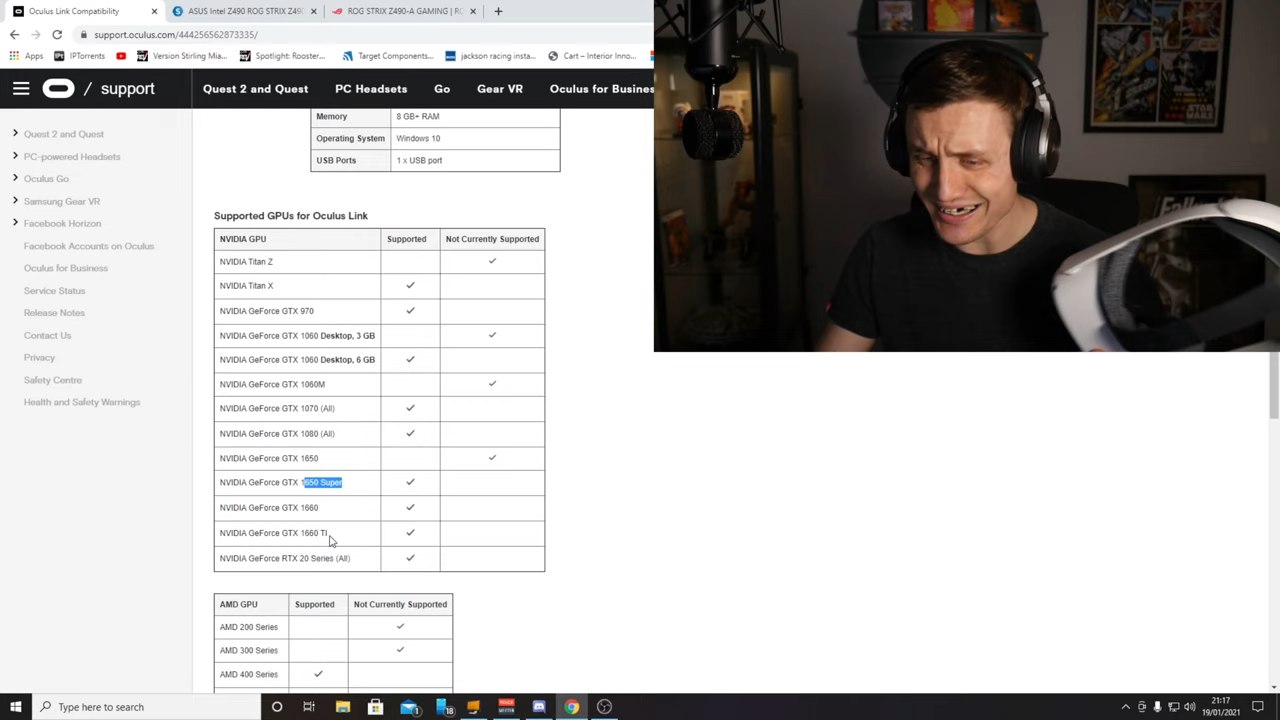 Oculus Link Compatibility
ASUS Intel Z490 ROG STRIX Z490
ROG STRIX Z490-A GAMING | RO
support.oculus.com/444256562873335/
Apps
IPTorrents
Version Stirling Mia...
Spotlight: Rooster...
Target Components...
jackson racing insta...
Cart – Interior Inno...
/ support
Quest 2 and Quest
PC Headsets
Go
Gear VR
Oculus for Busines
Quest 2 and Quest
PC-powered Headsets
Oculus Go
Samsung Gear VR
Facebook Horizon
Facebook Accounts on Oculus
Oculus for Business
Service Status
Release Notes
Contact Us
Privacy
Safety Centre
Health and Safety Warnings
Memory 8 GB+ RAM
Operating System Windows 10
USB Ports 1 x USB port
Supported GPUs for Oculus Link
NVIDIA GPU Supported Not Currently Supported
NVIDIA Titan Z
NVIDIA Titan X
NVIDIA GeForce GTX 970
NVIDIA GeForce GTX 1060 Desktop, 3 GB
NVIDIA GeForce GTX 1060 Desktop, 6 GB
NVIDIA GeForce GTX 1060M
NVIDIA GeForce GTX 1070 (All)
NVIDIA GeForce GTX 1080 (All)
NVIDIA GeForce GTX 1650
NVIDIA GeForce GTX 1650 Super
NVIDIA GeForce GTX 1660
NVIDIA GeForce GTX 1660 TI
NVIDIA GeForce RTX 20 Series (All)
AMD GPU Supported Not Currently Supported
AMD 200 Series
AMD 300 Series
AMD 400 Series
Type here to search
21:17
19/01/2021